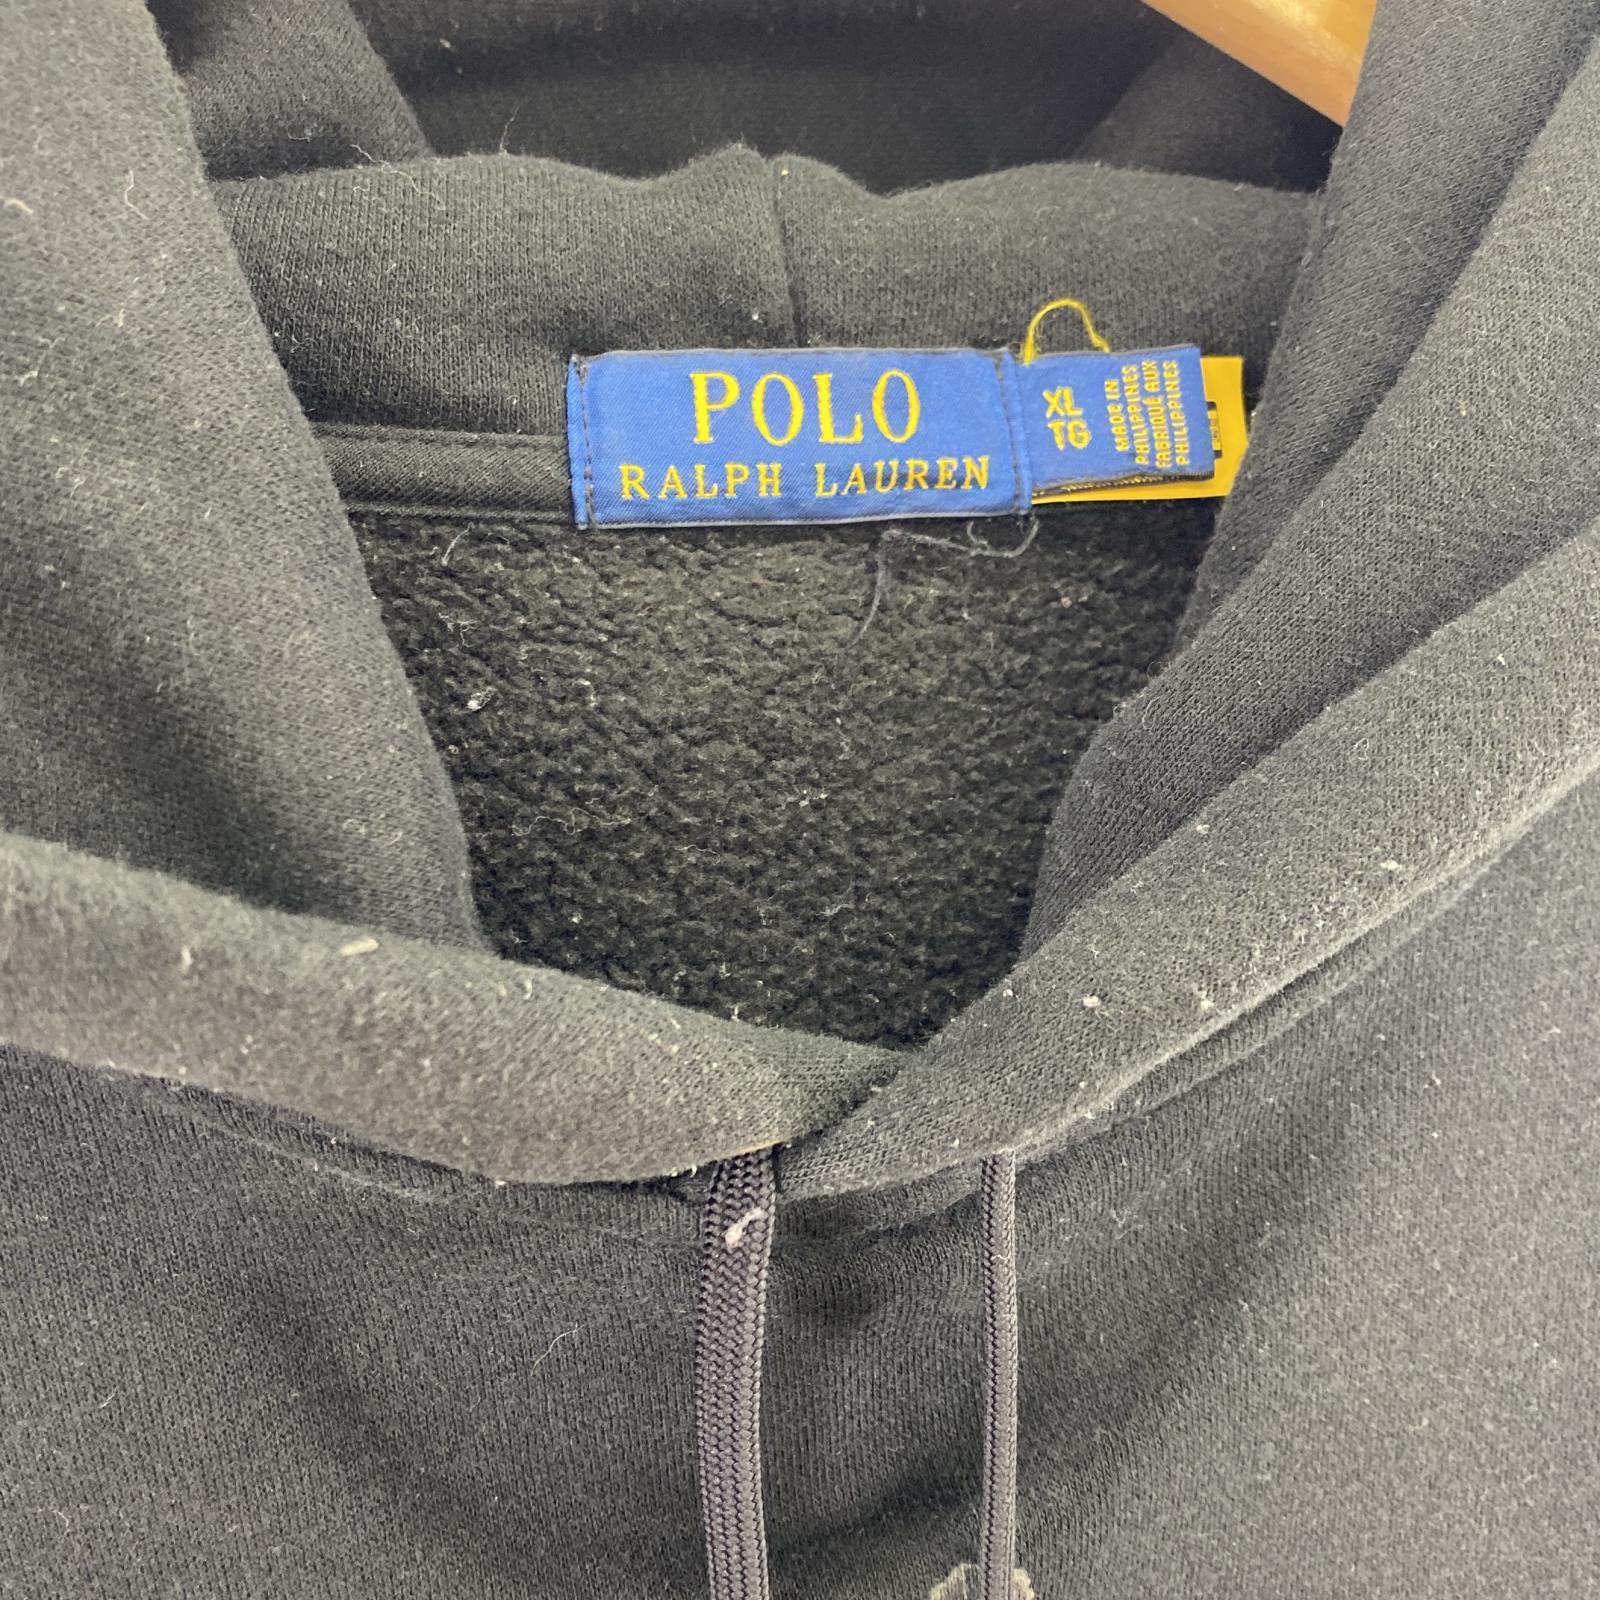 POLO
RALPH LAUREN
XL
TG
MADE IN
PHILIPPINES
FABRIQUÉ AUX
PHILIPPINES